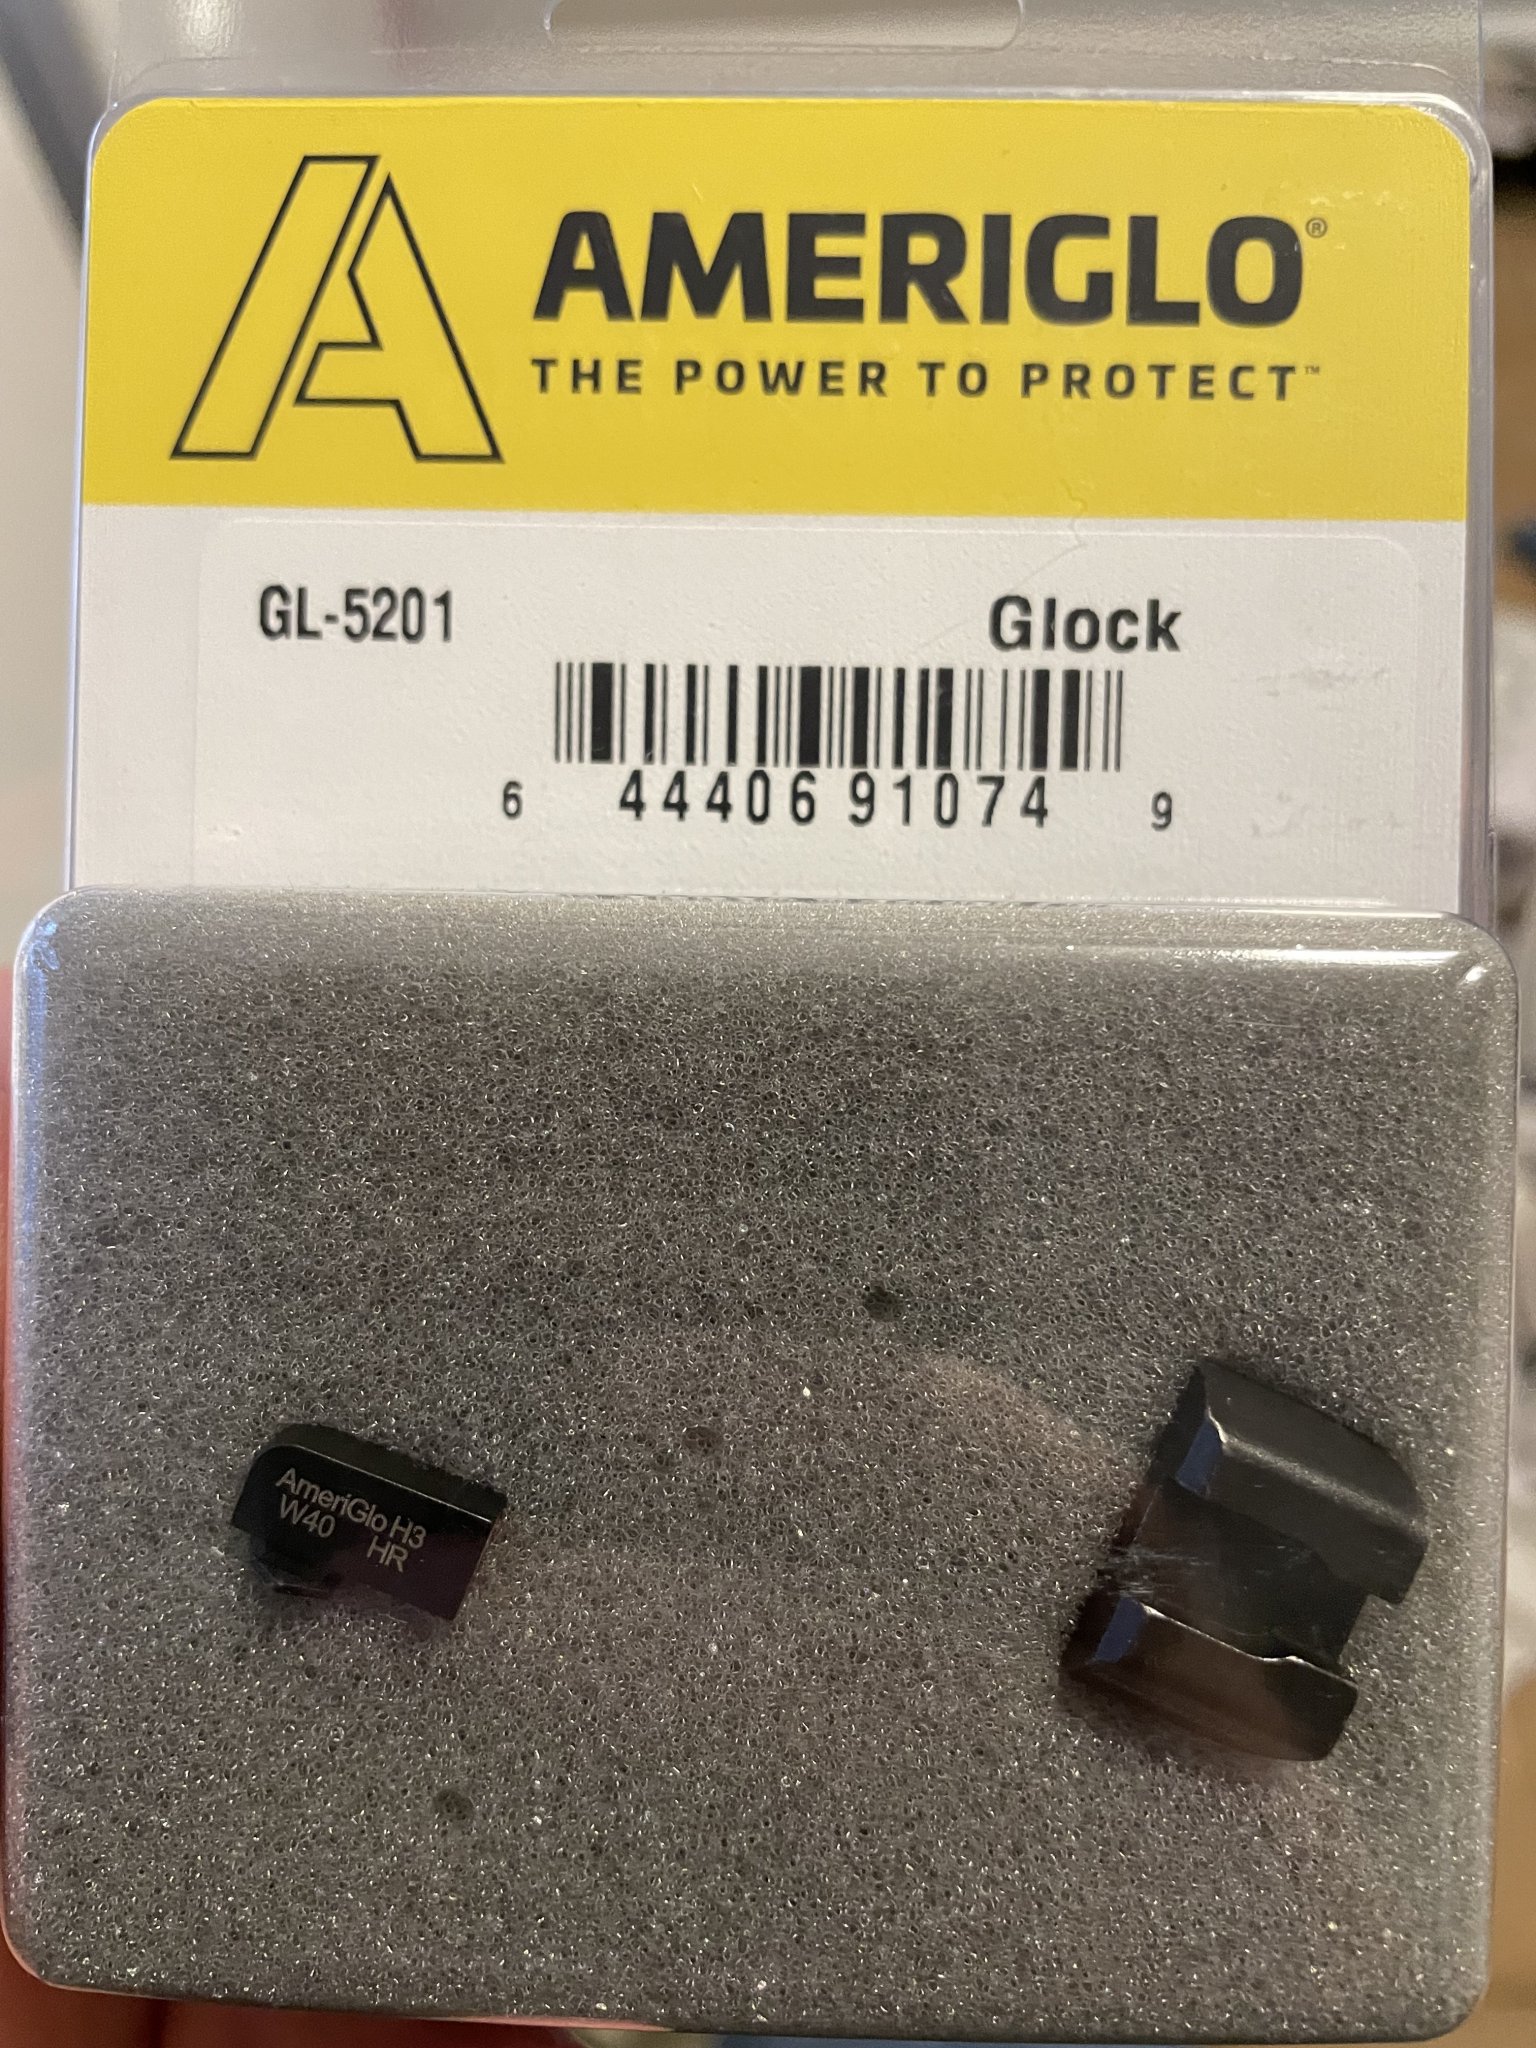 AMERIGLO®
THE POWER TO PROTECT™
GL-5201 Glock
6 44406 91074 9
AmeriGlo H3
W40 HR